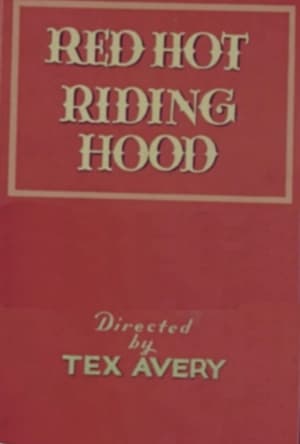 RED HOT
RIDING
HOOD
Directed
by
TEX AVERY